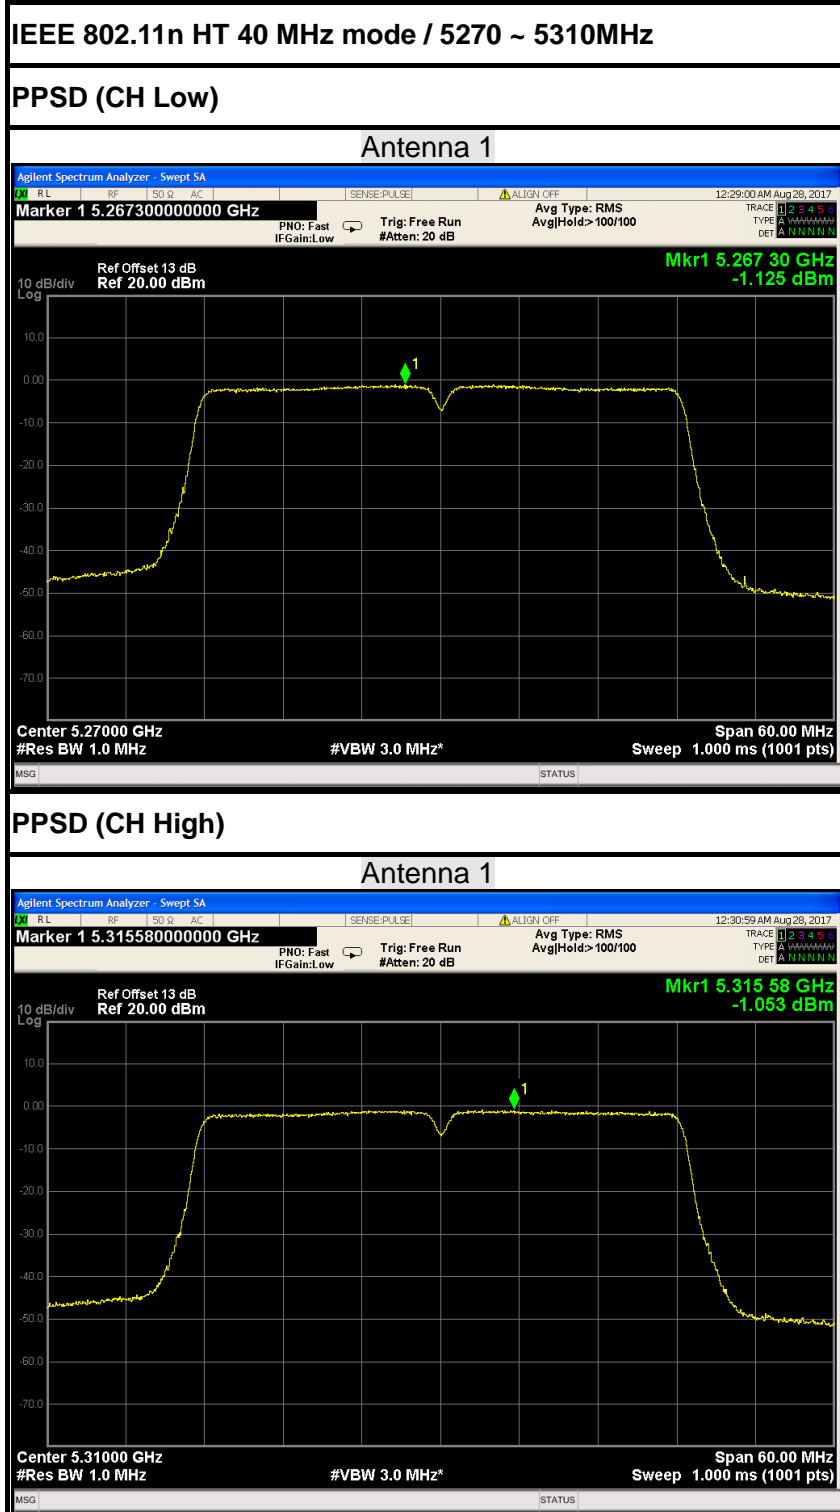 IEEE 802.11n HT 40 MHz mode / 5270 ~ 5310MHz
PPSD (CH Low)
Antenna 1
Agilent Spectrum Analyzer - Swept SA
LXI RL RF 50 Ω AC SENSE:PULSE ALIGN OFF 12:29:00 AM Aug 28, 2017
Marker 1 5.267300000000 GHz
PNO: Fast
IFGain:Low
Trig: Free Run
#Atten: 20 dB
Avg Type: RMS
Avg|Hold:>100/100
TRACE 1 2 3 4 5 6
TYPE A WWWWW
DET A N N N N N
Mkr1 5.267 30 GHz
-1.125 dBm
Ref Offset 13 dB
10 dB/div Ref 20.00 dBm
Log
1
10.0
0.00
-10.0
-20.0
-30.0
-40.0
-50.0
-60.0
-70.0
Center 5.27000 GHz Span 60.00 MHz
#Res BW 1.0 MHz #VBW 3.0 MHz* Sweep 1.000 ms (1001 pts)
MSG STATUS
PPSD (CH High)
Antenna 1
Agilent Spectrum Analyzer - Swept SA
LXI RL RF 50 Ω AC SENSE:PULSE ALIGN OFF 12:30:59 AM Aug 28, 2017
Marker 1 5.315580000000 GHz
PNO: Fast
IFGain:Low
Trig: Free Run
#Atten: 20 dB
Avg Type: RMS
Avg|Hold:>100/100
TRACE 1 2 3 4 5 6
TYPE A WWWWW
DET A N N N N N
Mkr1 5.315 58 GHz
-1.053 dBm
Ref Offset 13 dB
10 dB/div Ref 20.00 dBm
Log
1
10.0
0.00
-10.0
-20.0
-30.0
-40.0
-50.0
-60.0
-70.0
Center 5.31000 GHz Span 60.00 MHz
#Res BW 1.0 MHz #VBW 3.0 MHz* Sweep 1.000 ms (1001 pts)
MSG STATUS